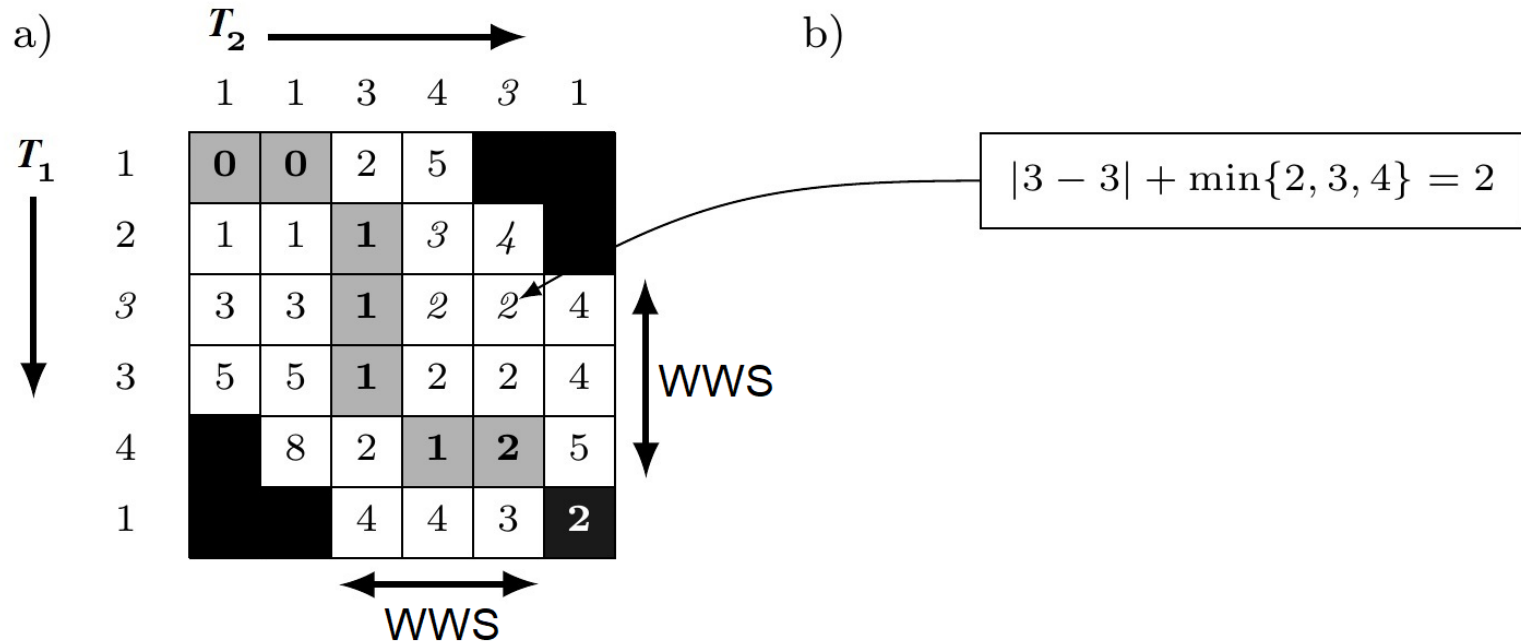 a) T₂ b)
1 1 3 4 3 1
T₁ 1 0 0 2 5
2 1 1 1 3 4
|3 − 3| + min{2, 3, 4} = 2
3 3 3 1 2 2 4
3 5 5 1 2 2 4
WWS
4 8 2 1 2 5
1 4 4 3 2
WWS